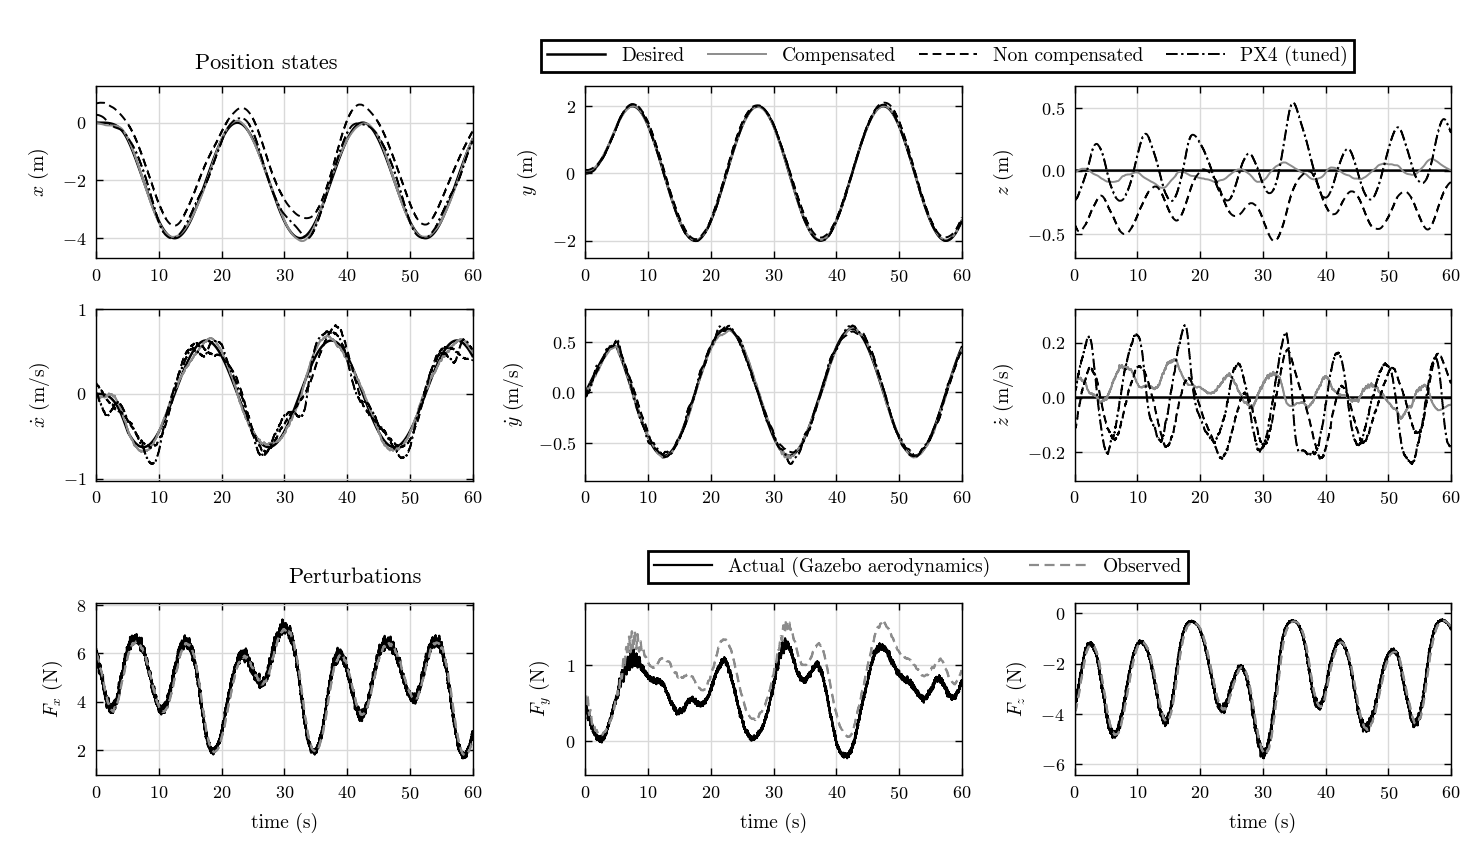 Position states
Desired Compensated Non compensated PX4 (tuned)
x (m)
0
−2
−4
0 10 20 30 40 50 60
y (m)
2
0
−2
0 10 20 30 40 50 60
z (m)
0.5
0.0
−0.5
0 10 20 30 40 50 60
ẋ (m/s)
1
0
−1
0 10 20 30 40 50 60
ẏ (m/s)
0.5
0.0
−0.5
0 10 20 30 40 50 60
ż (m/s)
0.2
0.0
−0.2
0 10 20 30 40 50 60
Perturbations
Actual (Gazebo aerodynamics) Observed
F_x (N)
8
6
4
2
0 10 20 30 40 50 60
time (s)
F_y (N)
1
0
0 10 20 30 40 50 60
time (s)
F_z (N)
0
−2
−4
−6
0 10 20 30 40 50 60
time (s)